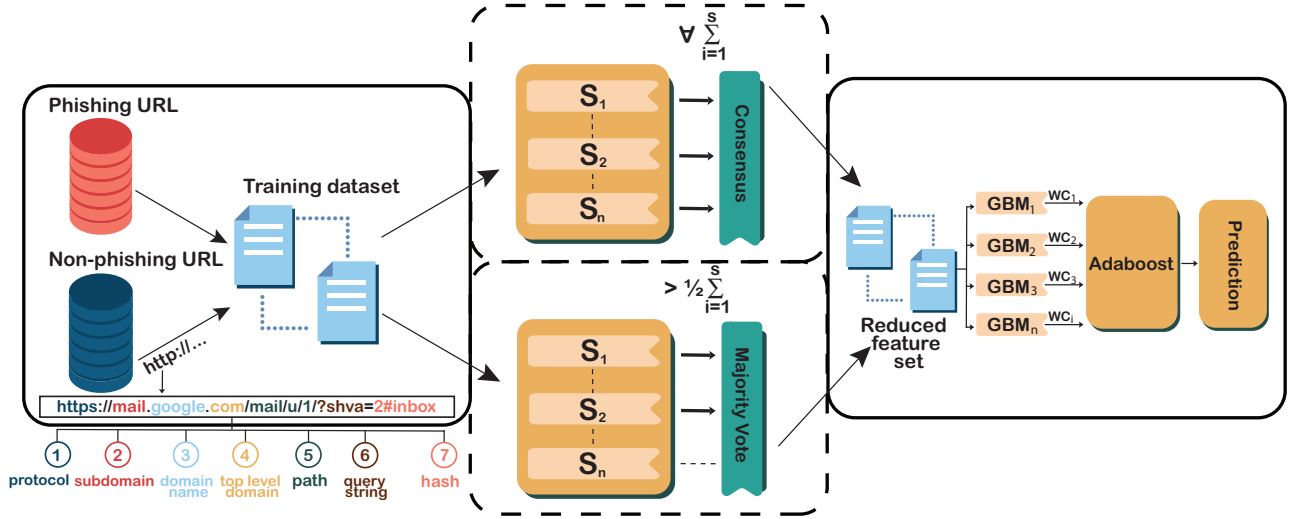 Phishing URL
Non-phishing URL
Training dataset
http://...
https://mail.google.com/mail/u/1/?shva=2#inbox
1
protocol
2
subdomain
3
domain
name
4
top level
domain
5
path
6
query
string
7
hash
∀ ∑ s i=1
S1
S2
Sn
Consensus
> ½ ∑ s i=1
S1
S2
Sn
Majority Vote
Reduced
feature
set
GBM1
WC1
GBM2
WC2
GBM3
WC3
GBMn
WCi
Adaboost
Prediction